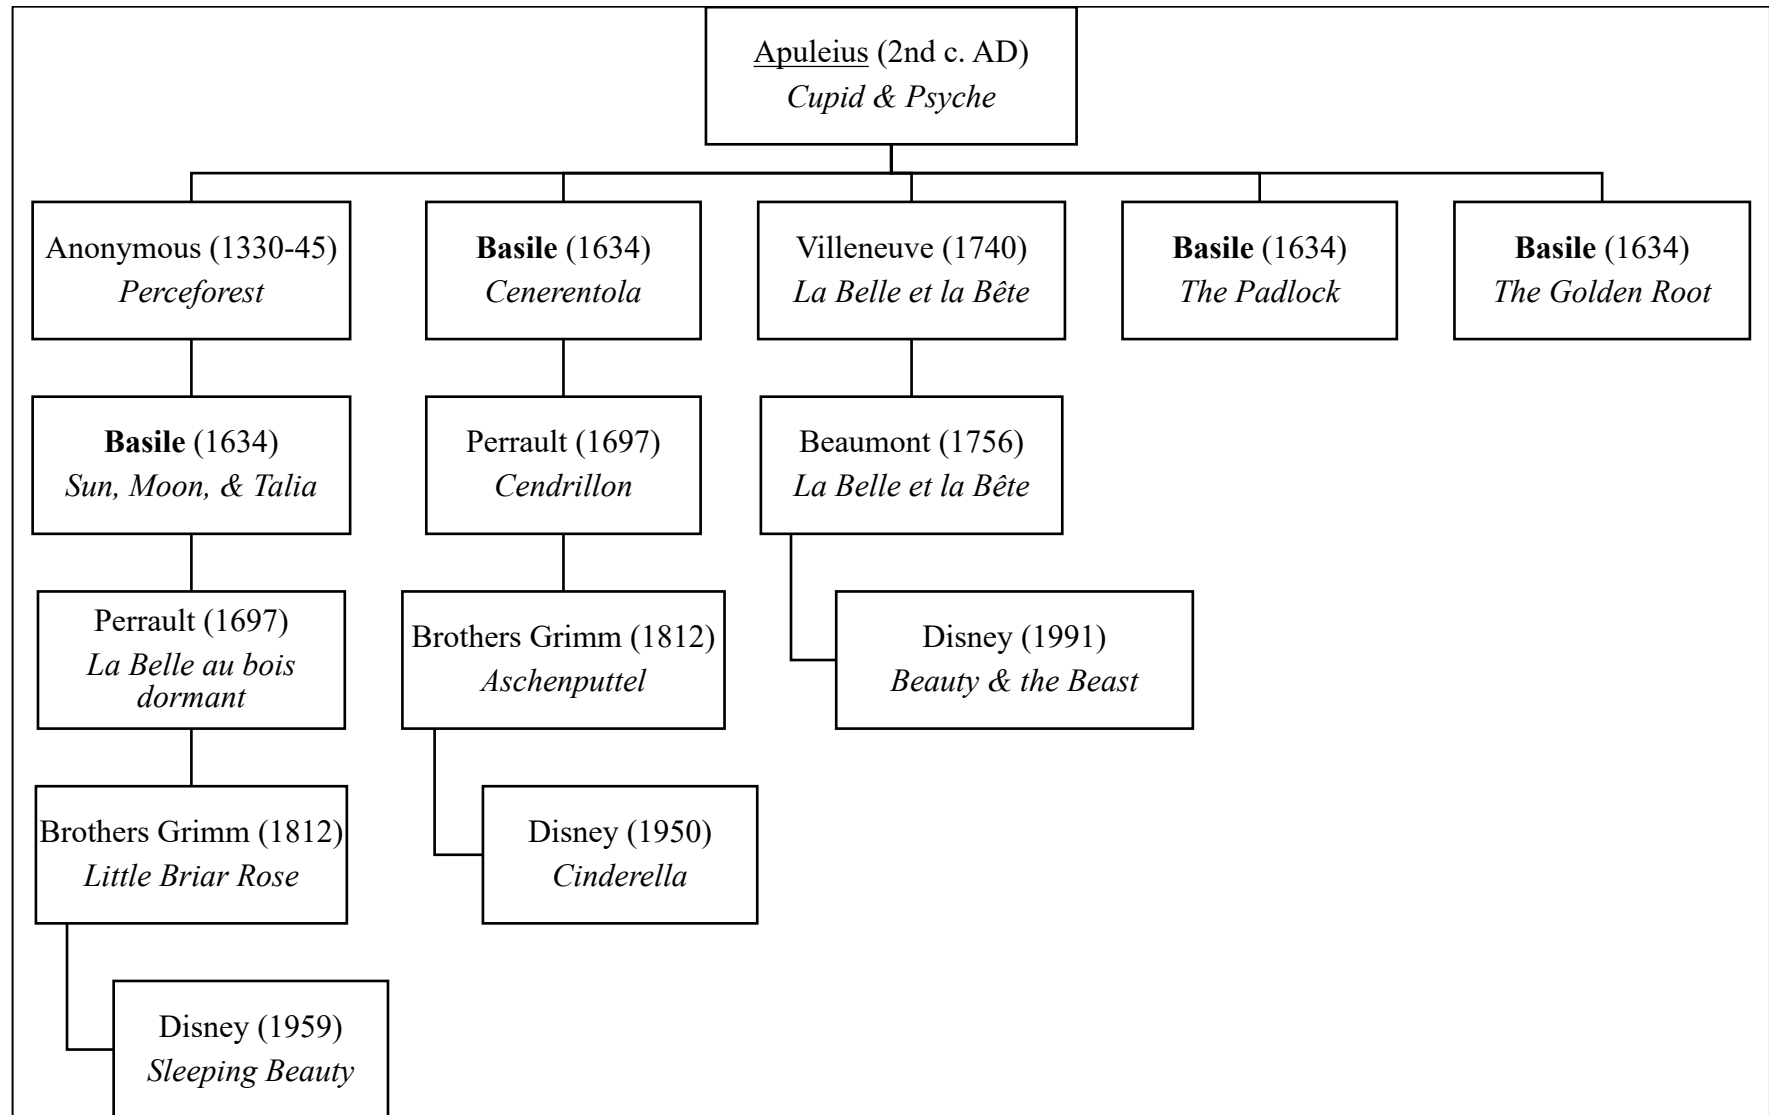 Apuleius (2nd c. AD)
Cupid & Psyche
Anonymous (1330-45)
Perceforest
Basile (1634)
Cenerentola
Villeneuve (1740)
La Belle et la Bête
Basile (1634)
The Padlock
Basile (1634)
The Golden Root
Basile (1634)
Sun, Moon, & Talia
Perrault (1697)
Cendrillon
Beaumont (1756)
La Belle et la Bête
Perrault (1697)
La Belle au bois
dormant
Brothers Grimm (1812)
Aschenputtel
Disney (1991)
Beauty & the Beast
Brothers Grimm (1812)
Little Briar Rose
Disney (1950)
Cinderella
Disney (1959)
Sleeping Beauty